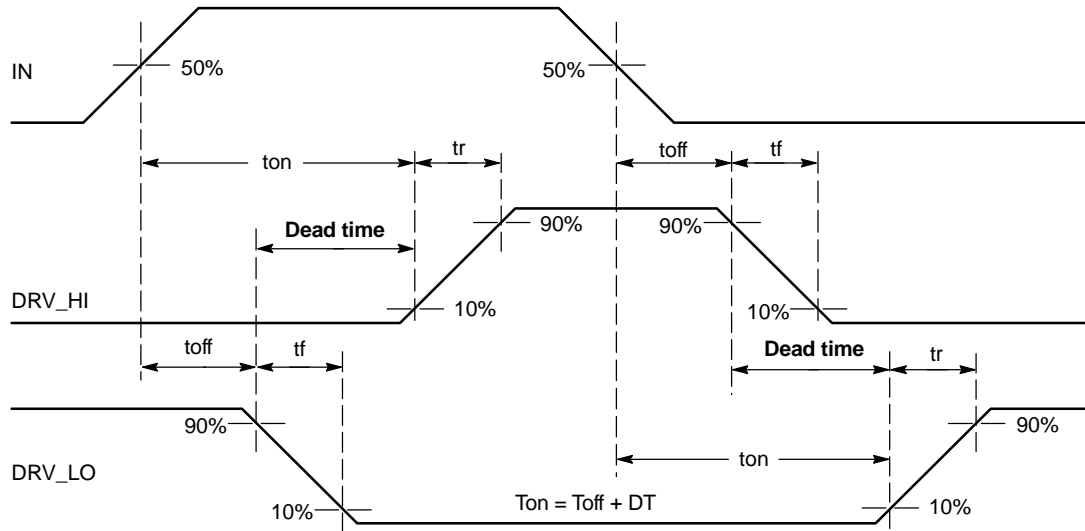 IN
50%
50%
ton
tr
toff
tf
Dead time
90%
90%
DRV_HI
10%
10%
toff
tf
Dead time
tr
90%
90%
DRV_LO
ton
10%
Ton = Toff + DT
10%